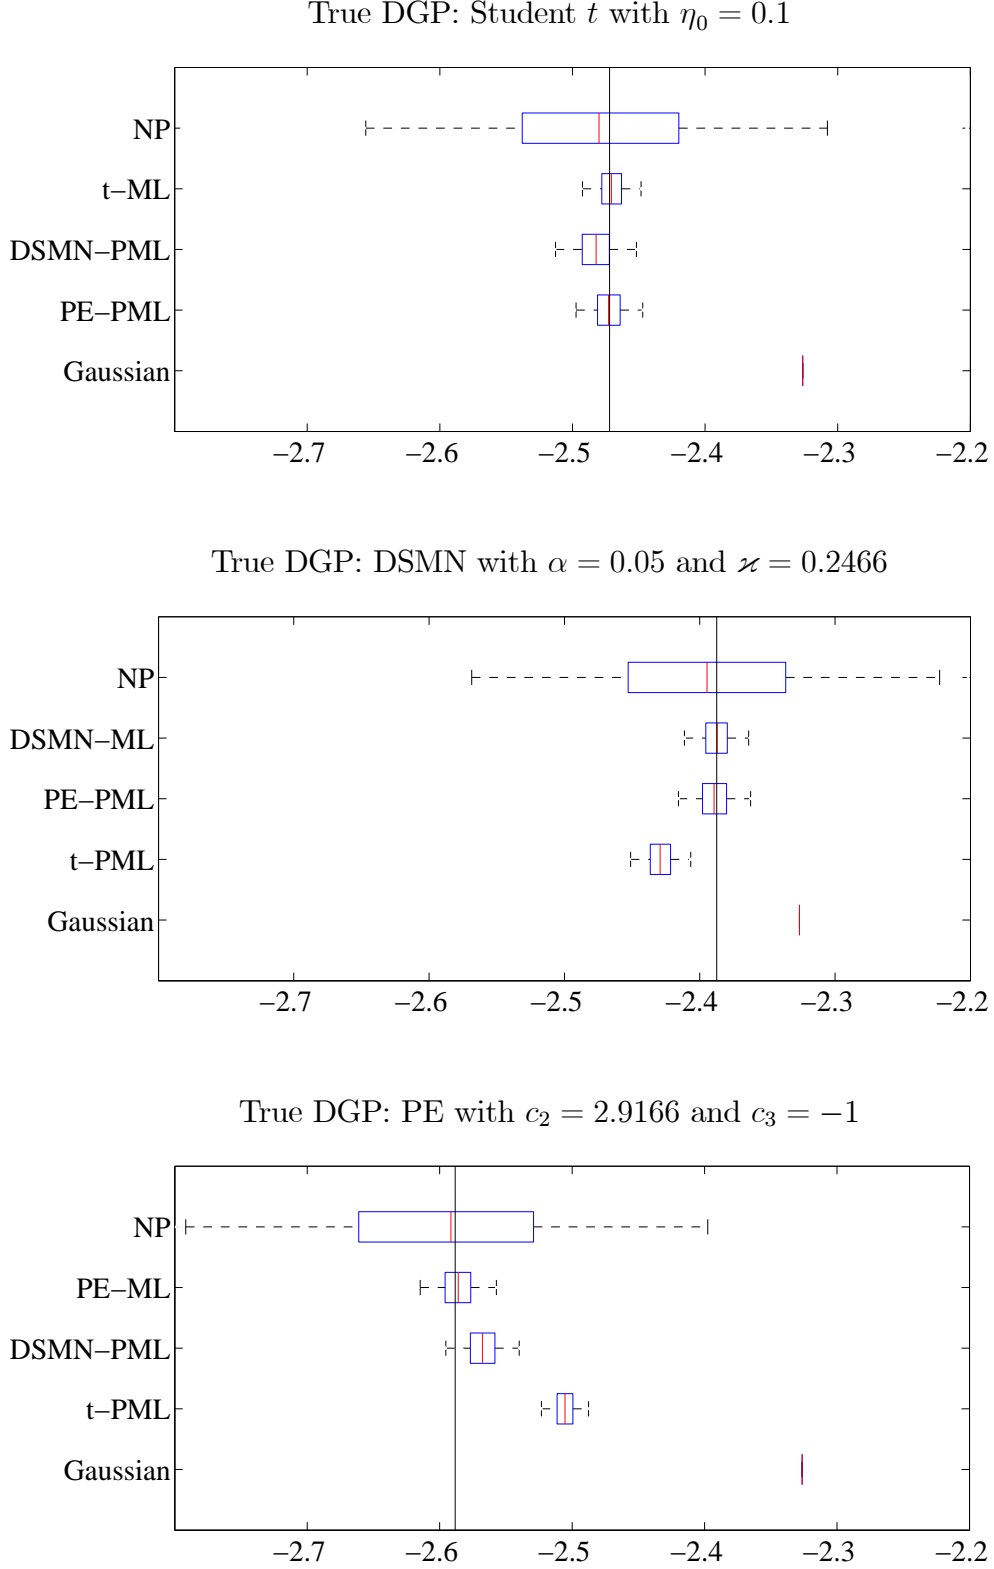 True DGP: Student t with η₀ = 0.1
NP
t−ML
DSMN−PML
PE−PML
Gaussian
−2.7 −2.6 −2.5 −2.4 −2.3 −2.2
True DGP: DSMN with α = 0.05 and ϰ = 0.2466
NP
DSMN−ML
PE−PML
t−PML
Gaussian
−2.7 −2.6 −2.5 −2.4 −2.3 −2.2
True DGP: PE with c₂ = 2.9166 and c₃ = −1
NP
PE−ML
DSMN−PML
t−PML
Gaussian
−2.7 −2.6 −2.5 −2.4 −2.3 −2.2